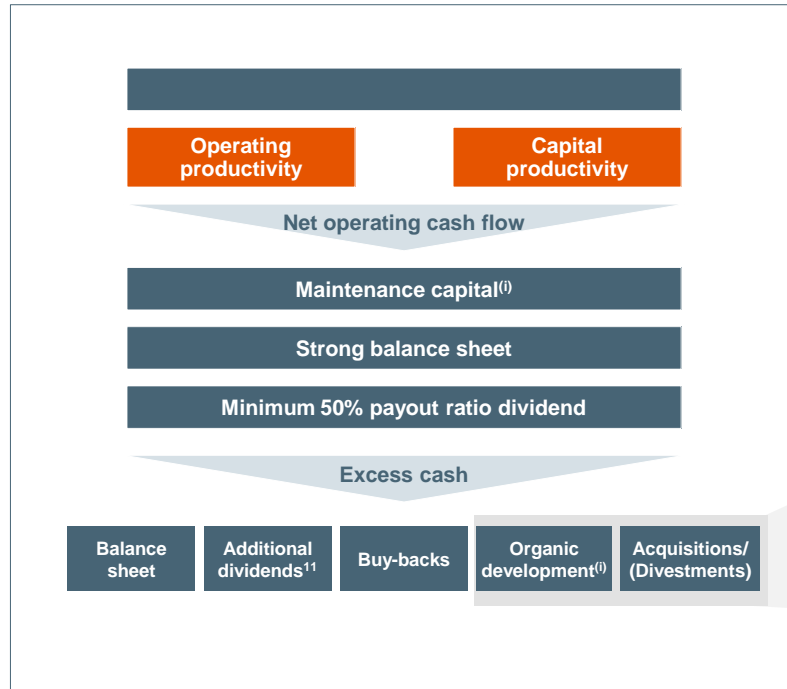 Operating
productivity
Capital
productivity
Net operating cash flow
Maintenance capital(i)
Strong balance sheet
Minimum 50% payout ratio dividend
Excess cash
Balance
sheet
Additional
dividends11
Buy-backs
Organic
development(i)
Acquisitions/
(Divestments)